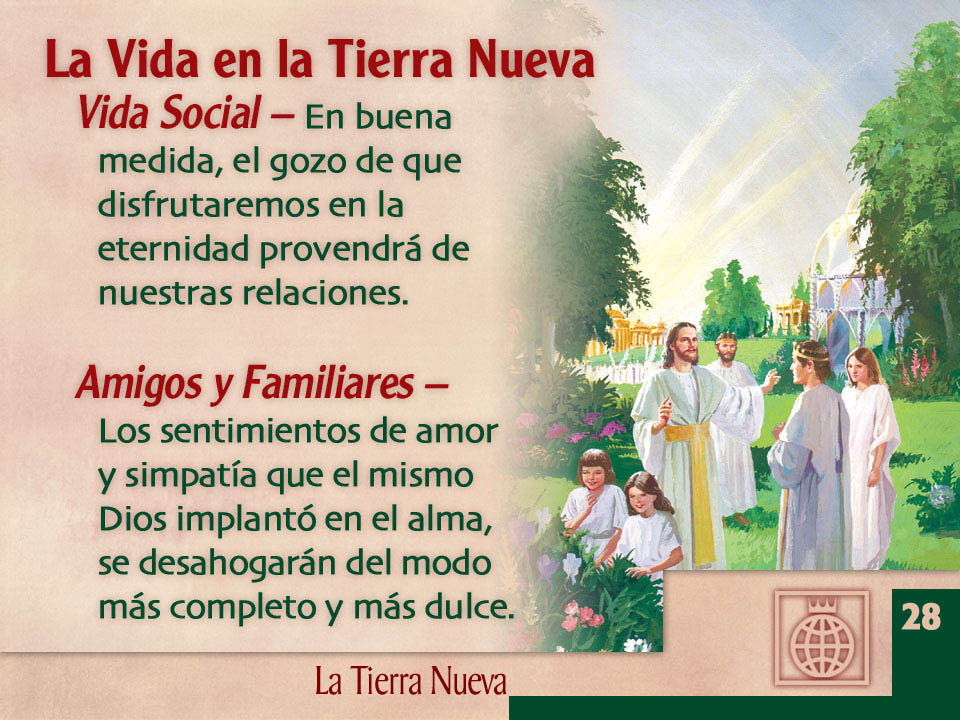 La Vida en la Tierra Nueva
Vida Social – En buena
medida, el gozo de que
disfrutaremos en la
eternidad provendrá de
nuestras relaciones.
Amigos y Familiares –
Los sentimientos de amor
y simpatía que el mismo
Dios implantó en el alma,
se desahogarán del modo
más completo y más dulce.
28
La Tierra Nueva